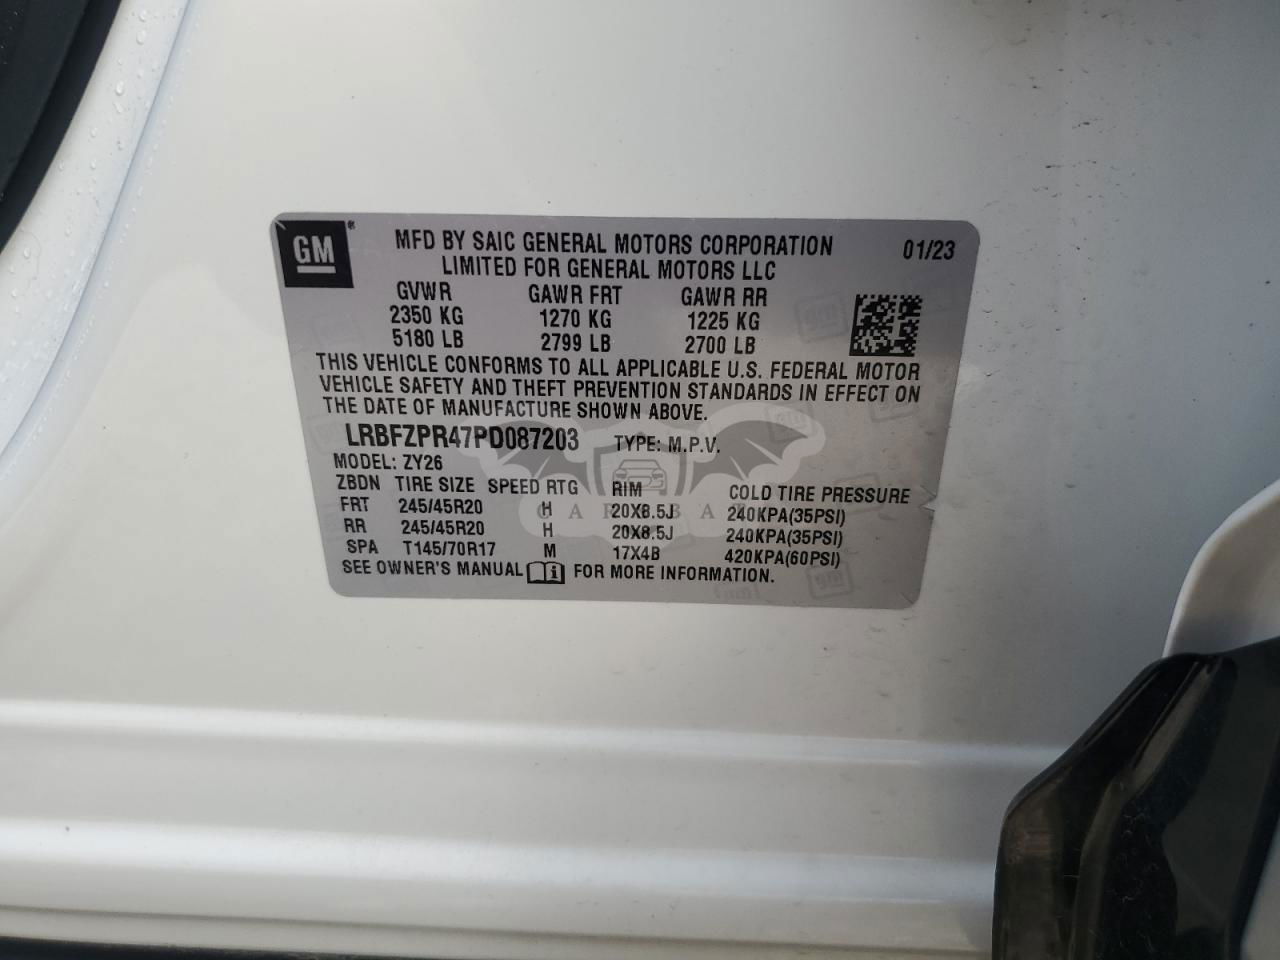 GM ®
MFD BY SAIC GENERAL MOTORS CORPORATION 01/23
LIMITED FOR GENERAL MOTORS LLC
GVWR GAWR FRT GAWR RR
2350 KG 1270 KG 1225 KG
5180 LB 2799 LB 2700 LB
THIS VEHICLE CONFORMS TO ALL APPLICABLE U.S. FEDERAL MOTOR
VEHICLE SAFETY AND THEFT PREVENTION STANDARDS IN EFFECT ON
THE DATE OF MANUFACTURE SHOWN ABOVE.
LRBFZPR47PD087203 TYPE: M.P.V.
MODEL: ZY26
ZBDN TIRE SIZE SPEED RTG RIM COLD TIRE PRESSURE
FRT 245/45R20 H 20X8.5J 240KPA(35PSI)
RR 245/45R20 H 20X8.5J 240KPA(35PSI)
SPA T145/70R17 M 17X4B 420KPA(60PSI)
SEE OWNER'S MANUAL FOR MORE INFORMATION.